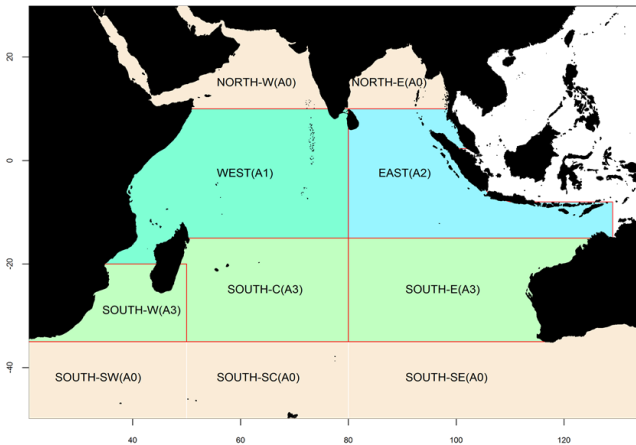 20
NORTH-W(A0) NORTH-E(A0)
0
WEST(A1) EAST(A2)
-20
SOUTH-C(A3) SOUTH-E(A3)
SOUTH-W(A3)
-40
SOUTH-SW(A0) SOUTH-SC(A0) SOUTH-SE(A0)
40 60 80 100 120